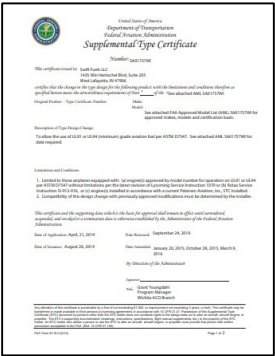 United States of America
Department of Transportation
Federal Aviation Administration
Supplemental Type Certificate
Number: SA01757WI
This certificate issued to Swift Fuels LLC
1435 Win Hentschel Blvd, Suite 205
West Lafayette, IN 47906
certifies that the change in the type design for the following product with the limitations and conditions therefore as
specified hereon meets the airworthiness requirements of Part * of the *See attached AML SA01757WI
Original Product - Type Certificate Number:
Make:
Model:
See attached FAA Approved Model List (AML) SA01757WI for
approved makes, models and certification basis.
Description of Type Design Change:
To allow the use of UL91 or UL94 (minimum) grade aviation fuel per ASTM D7547. See attached AML SA01757WI for
data required.
Limitations and Conditions:
1. Limited to those airplanes equipped with: (a) engine(s) approved by model number for operation on UL91 or UL94
per ASTM D7547 without limitations per the latest revision of Lycoming Service Instruction 1070 or (b) Rotax Service
Instruction SI-912-016, or (c) engine(s) installed in accordance with a current Petersen Aviation, Inc., STC installed.
2. Compatibility of this design change with previously approved modifications must be determined by the installer.
This certificate and the supporting data which is the basis for approval shall remain in effect until surrendered,
suspended, revoked or a termination date is otherwise established by the Administrator of the Federal Aviation
Administration.
Date of Application: April 21, 2014
Date Reissued: September 24, 2019
Date of Issuance: August 26, 2014
Date Amended: January 20, 2015, October 28, 2015, March 9,
2016
By Direction of the Administrator
Signature
Title Grant Youngdahl
Program Manager
Wichita ACO Branch
Page 1 of 2